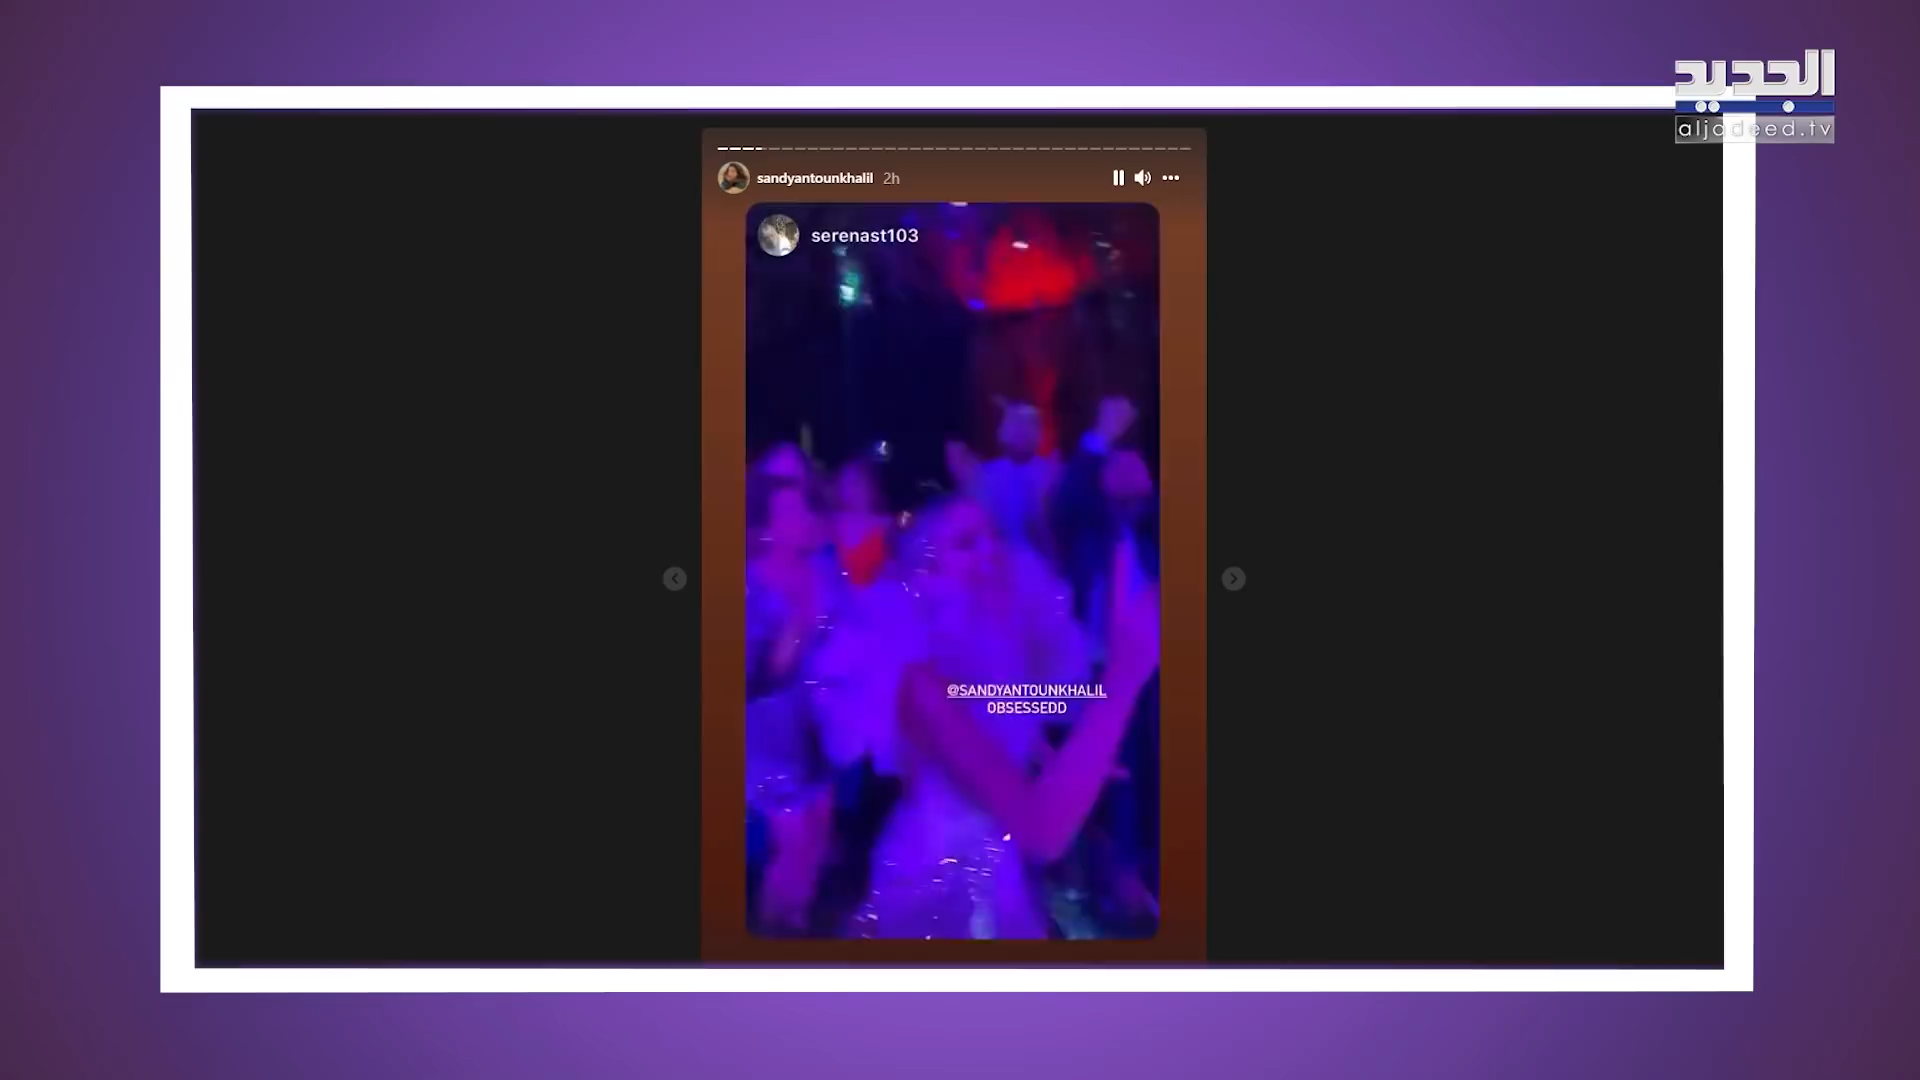 الجديد
aljadeed.tv
sandyantounkhalil 2h
serenast103
@SANDYANTOUNKHALIL
OBSESSEDD